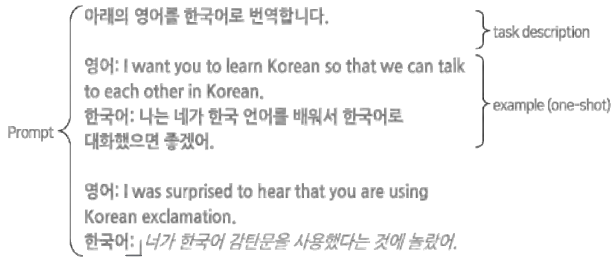 아래의 영어를 한국어로 번역합니다.
task description
영어: I want you to learn Korean so that we can talk
to each other in Korean.
한국어: 나는 네가 한국 언어를 배워서 한국어로
대화했으면 좋겠어.
example (one-shot)
Prompt
영어: I was surprised to hear that you are using
Korean exclamation.
한국어: 너가 한국어 감탄문을 사용했다는 것에 놀랐어.